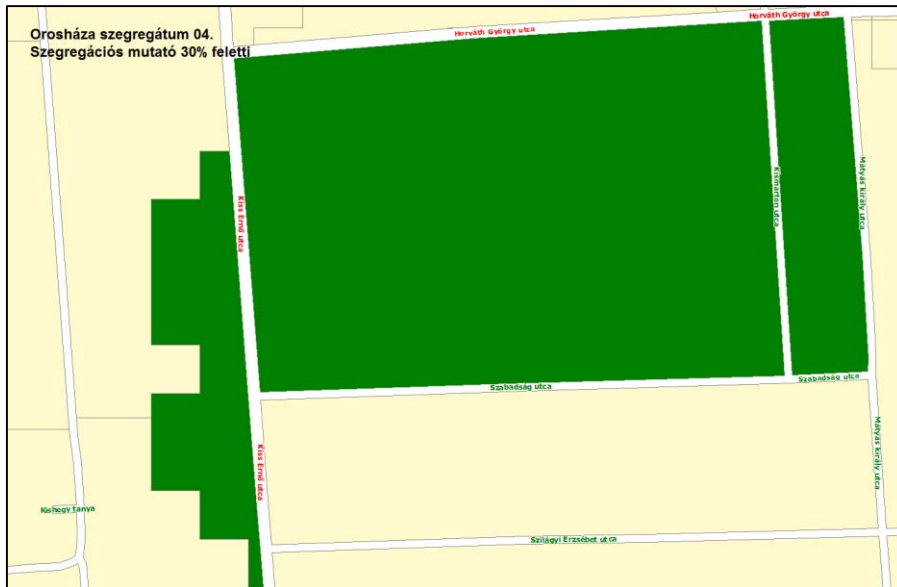 Orosháza szegregátum 04.
Szegregációs mutató 30% feletti
Horváth György utca
Horváth György utca
Kiss Ernő utca
Kismarton utca
Mátyás király utca
Szabadság utca
Szabadság utca
Kiss Ernő utca
Mátyás király utca
Kishegy tanya
Szilágyi Erzsébet utca